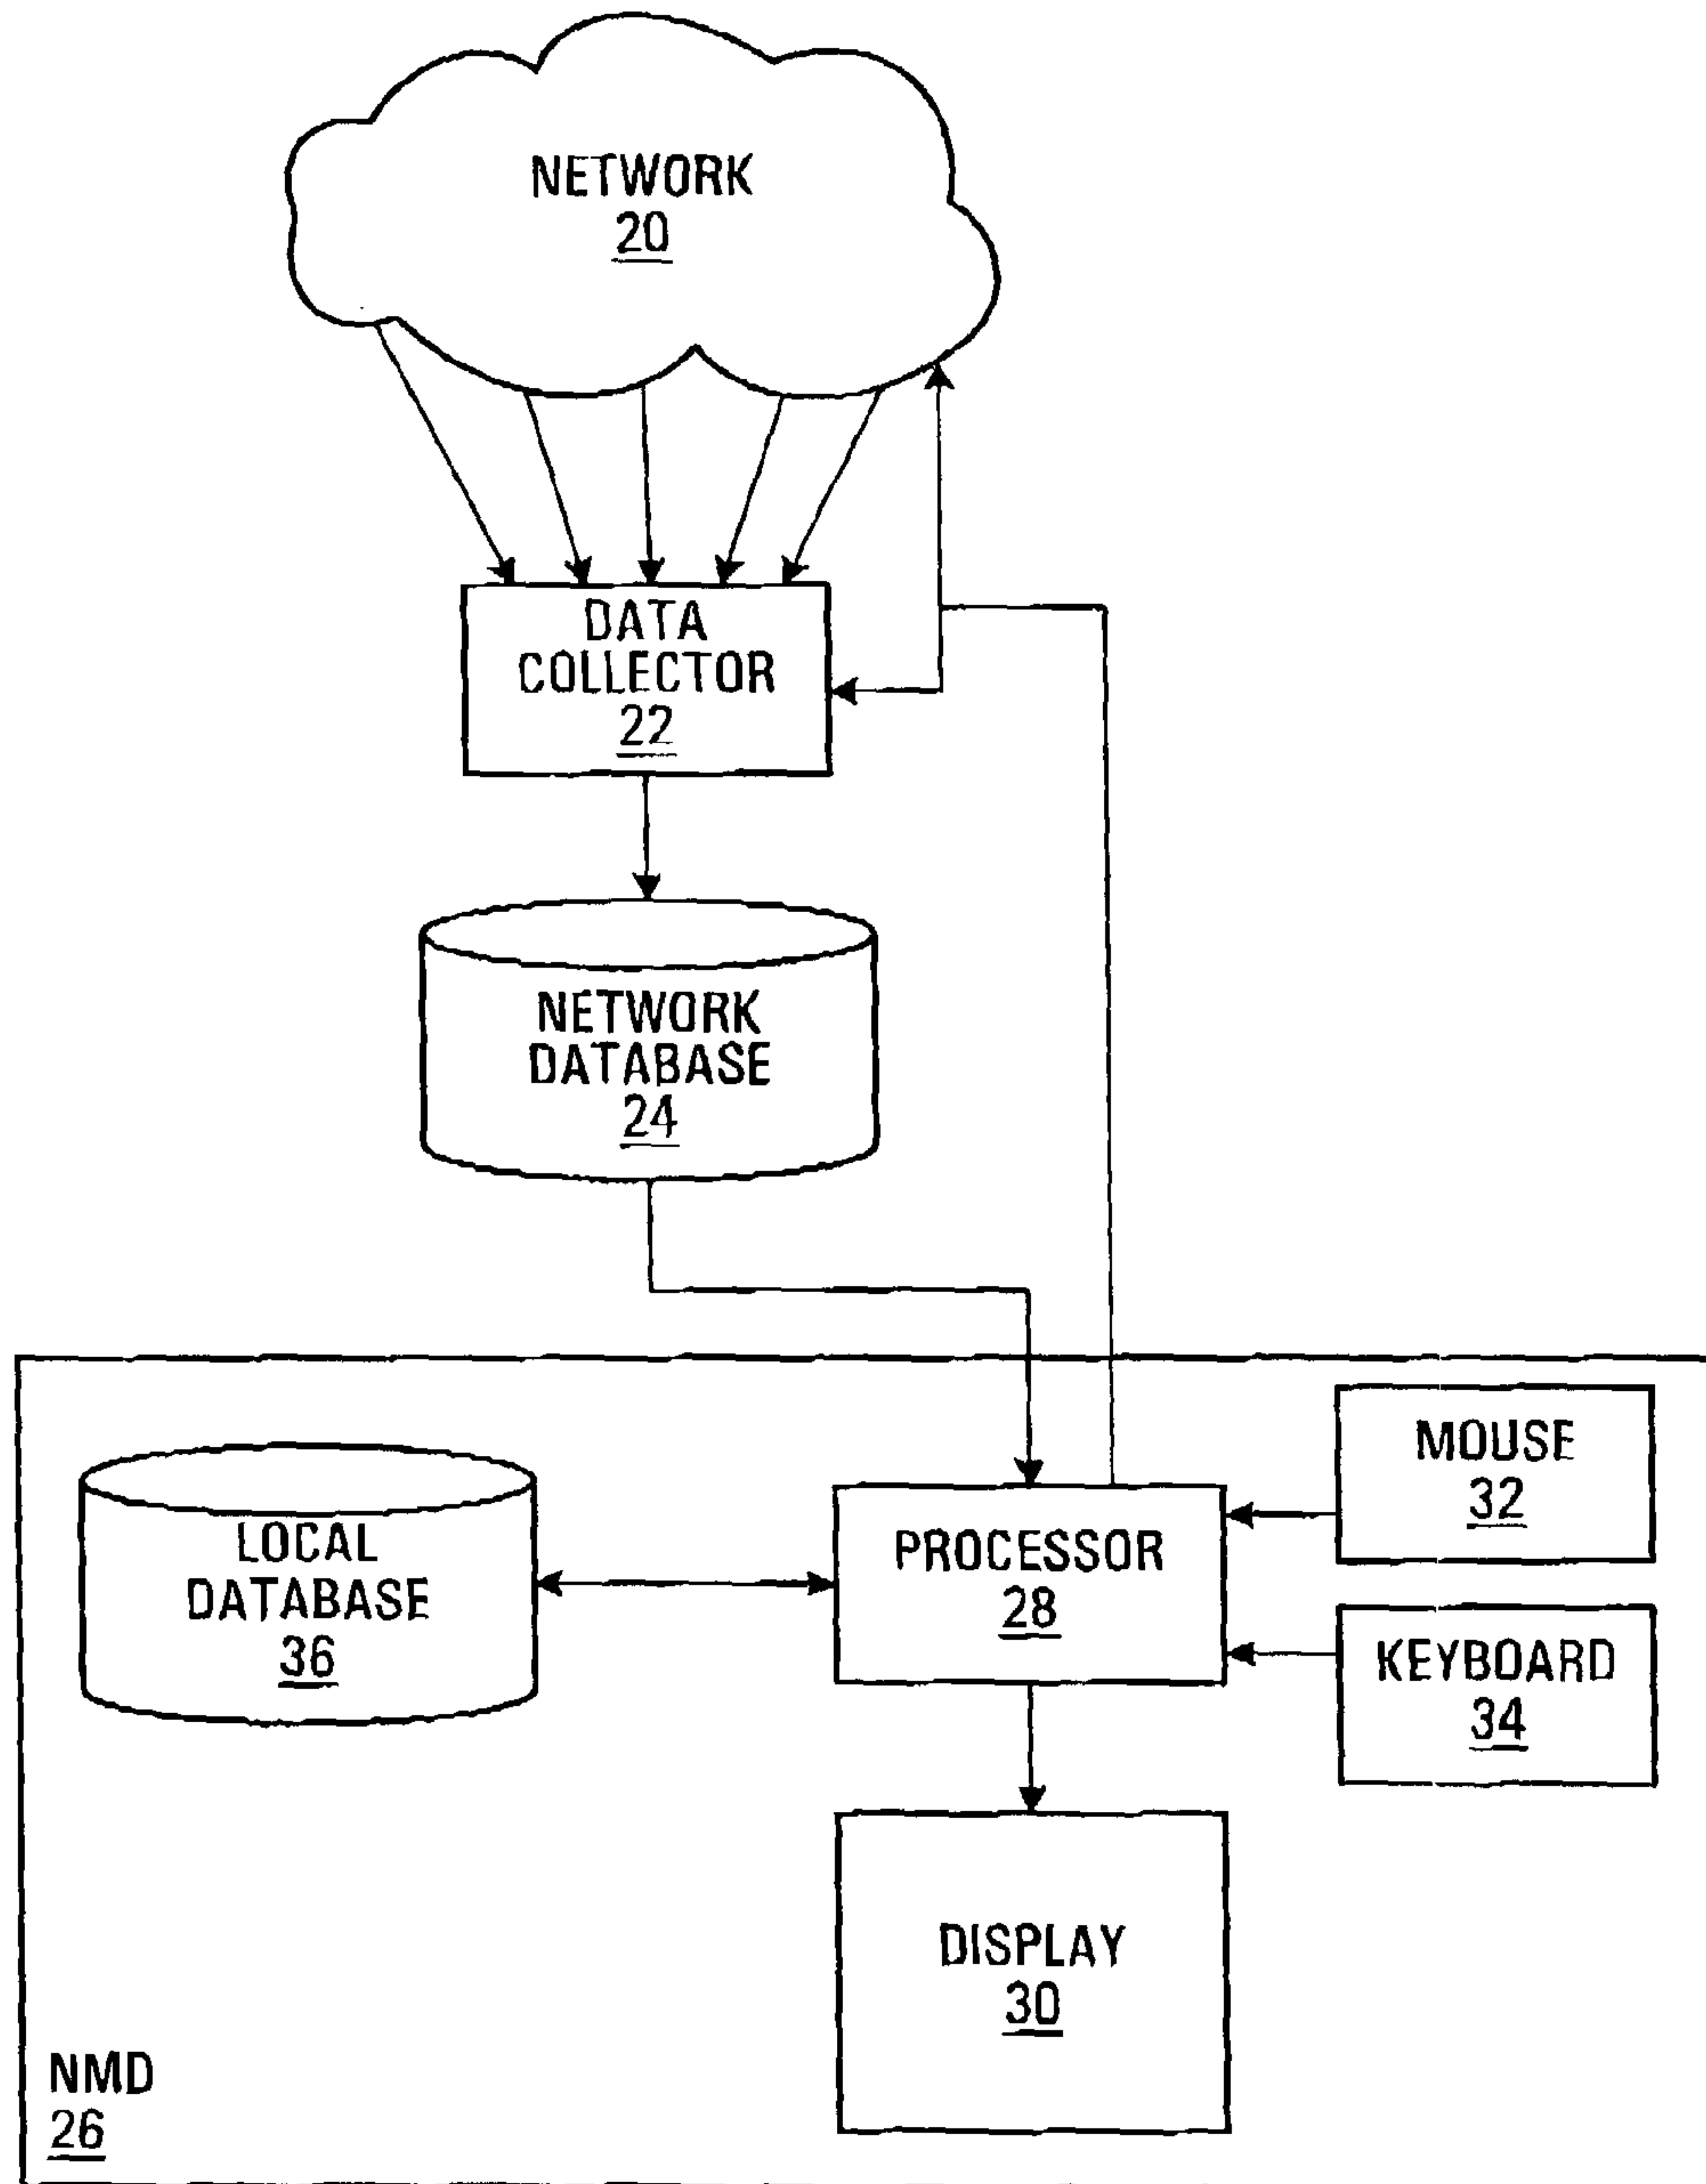 NETWORK
20
DATA
COLLECTOR
22
NETWORK
DATABASE
24
MOUSE
32
LOCAL
DATABASE
36
PROCESSOR
28
KEYBOARD
34
DISPLAY
30
NMD
26